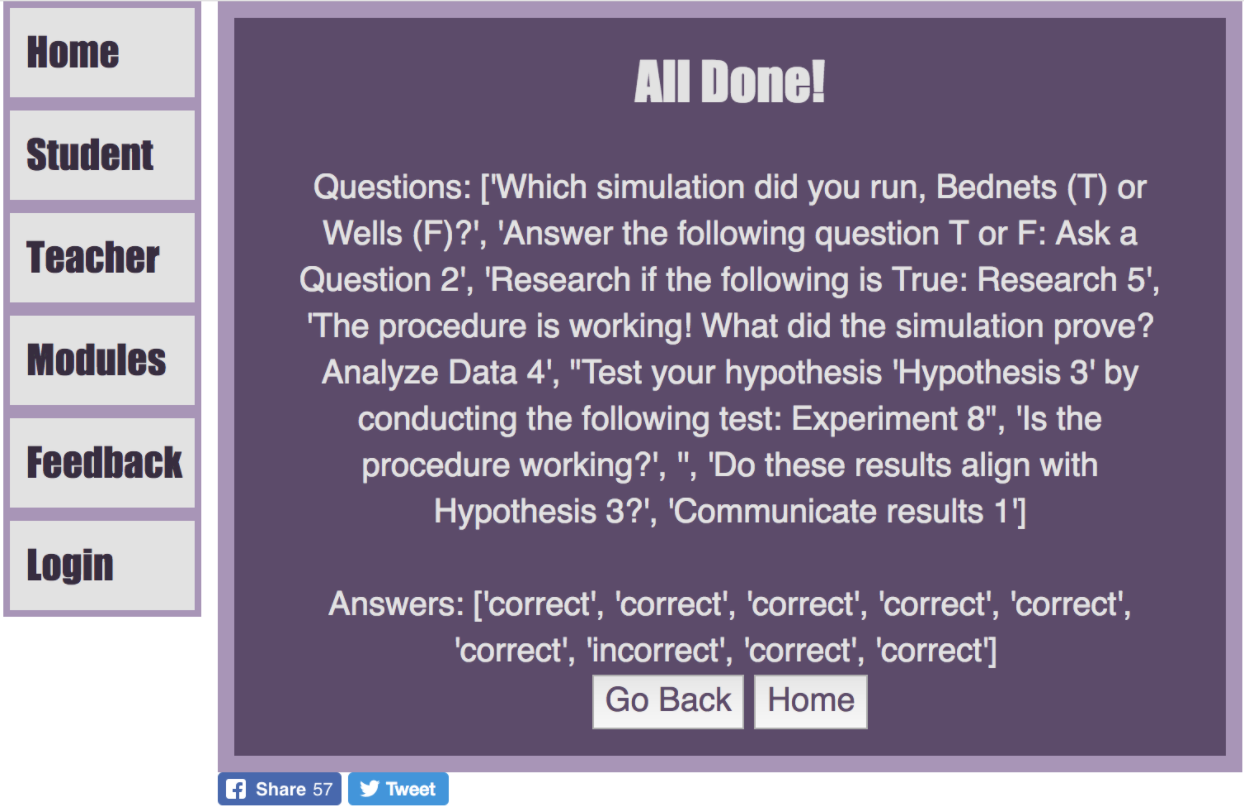 Home
Student
Teacher
Modules
Feedback
Login
All Done!
Questions: ['Which simulation did you run, Bednets (T) or
Wells (F)?', 'Answer the following question T or F: Ask a
Question 2', 'Research if the following is True: Research 5',
'The procedure is working! What did the simulation prove?
Analyze Data 4', "Test your hypothesis 'Hypothesis 3' by
conducting the following test: Experiment 8", 'Is the
procedure working?', '', 'Do these results align with
Hypothesis 3?', 'Communicate results 1']
Answers: ['correct', 'correct', 'correct', 'correct', 'correct',
'correct', 'incorrect', 'correct', 'correct']
Go Back Home
Share 57 Tweet